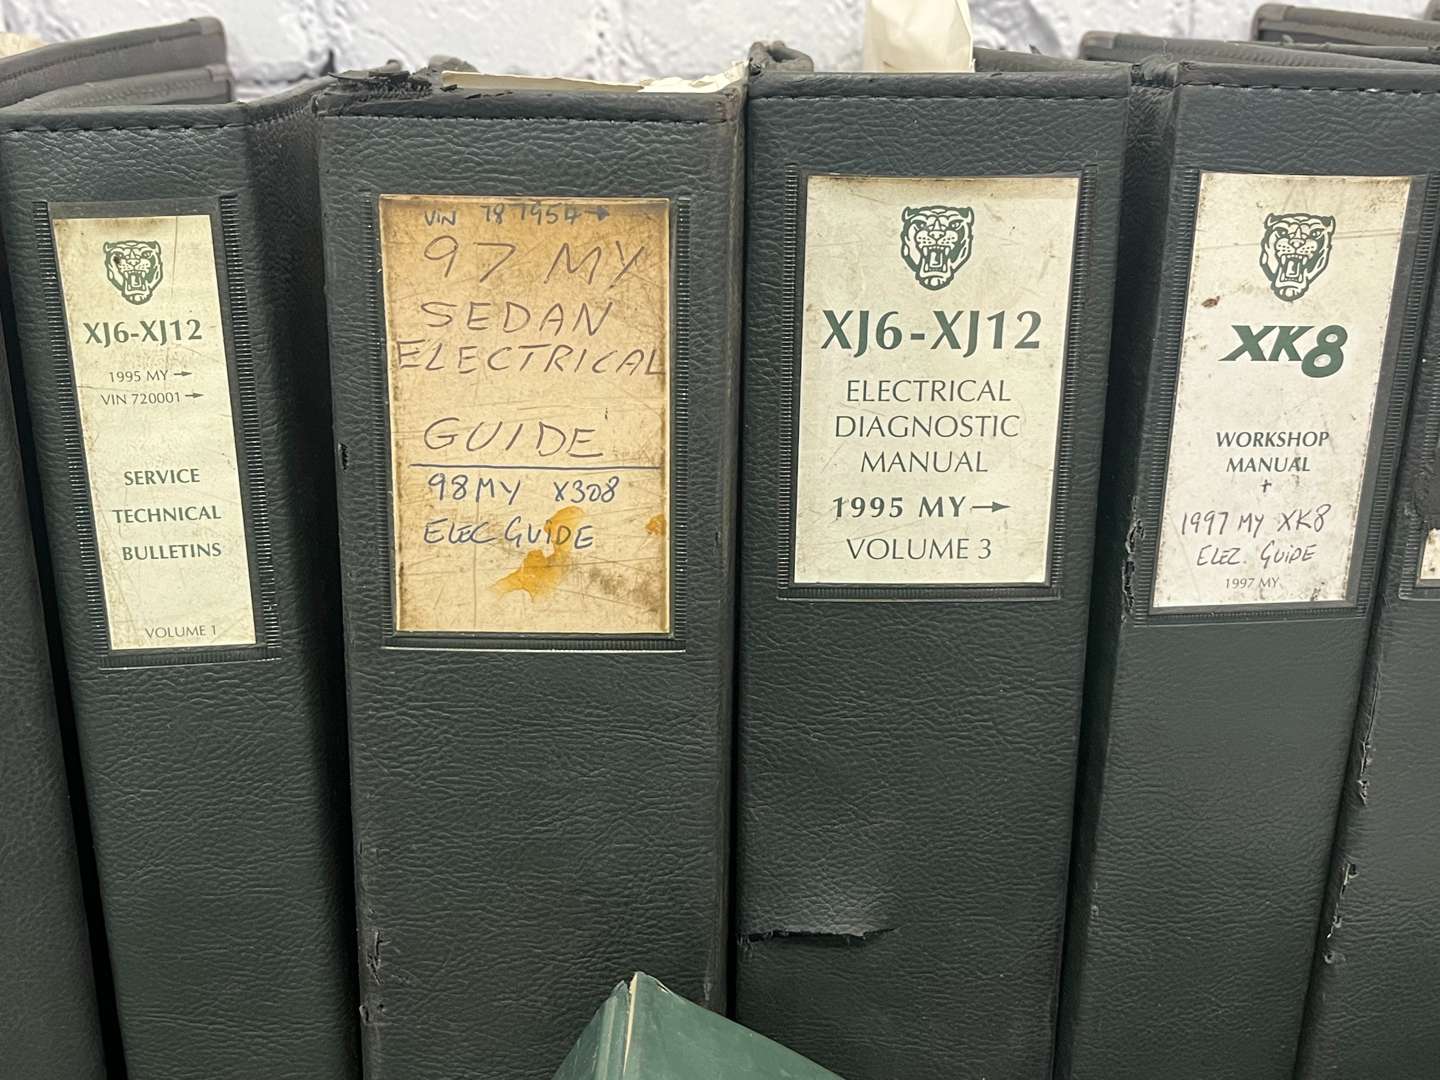 XJ6-XJ12
1995 MY →
VIN 720001 →
SERVICE
TECHNICAL
BULLETINS
VOLUME 1
VIN 787954 →
97 MY
SEDAN
ELECTRICAL
GUIDE
98MY X308
ELEC GUIDE
XJ6-XJ12
ELECTRICAL
DIAGNOSTIC
MANUAL
1995 MY →
VOLUME 3
XK8
WORKSHOP
MANUAL
+
1997 MY XK8
ELEC. GUIDE
1997 MY